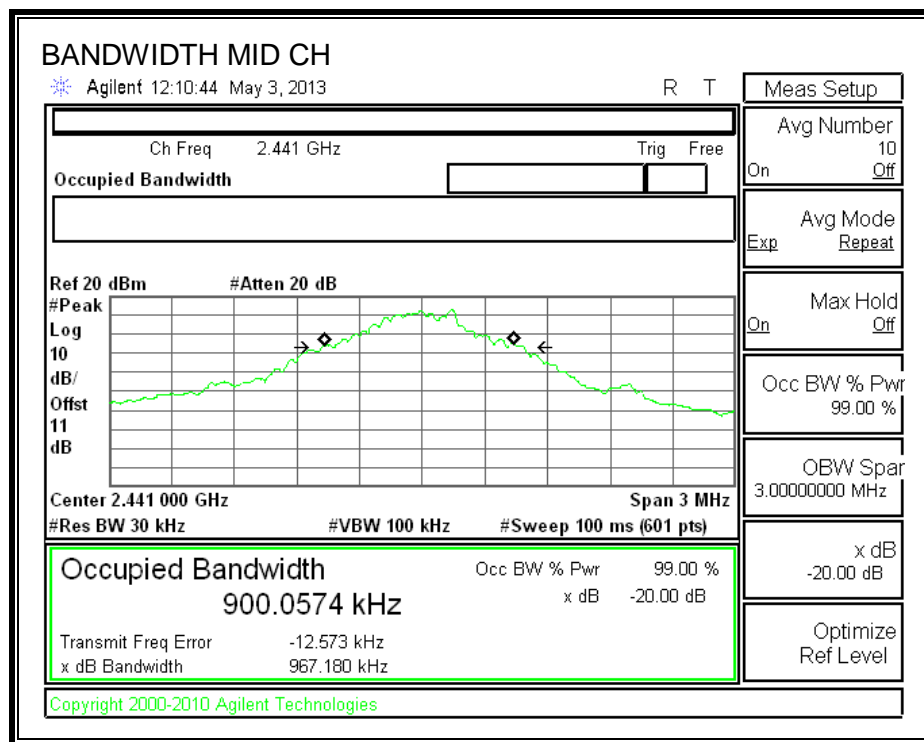 BANDWIDTH MID CH
Agilent 12:10:44 May 3, 2013 R T
Ch Freq 2.441 GHz Trig Free
Occupied Bandwidth
Ref 20 dBm #Atten 20 dB
#Peak
Log
10
dB/
Offst
11
dB
Center 2.441 000 GHz Span 3 MHz
#Res BW 30 kHz #VBW 100 kHz #Sweep 100 ms (601 pts)
Occupied Bandwidth Occ BW % Pwr 99.00 %
900.0574 kHz x dB -20.00 dB
Transmit Freq Error -12.573 kHz
x dB Bandwidth 967.180 kHz
Copyright 2000-2010 Agilent Technologies
Meas Setup
Avg Number
10
On Off
Avg Mode
Exp Repeat
Max Hold
On Off
Occ BW % Pwr
99.00 %
OBW Span
3.00000000 MHz
x dB
-20.00 dB
Optimize
Ref Level